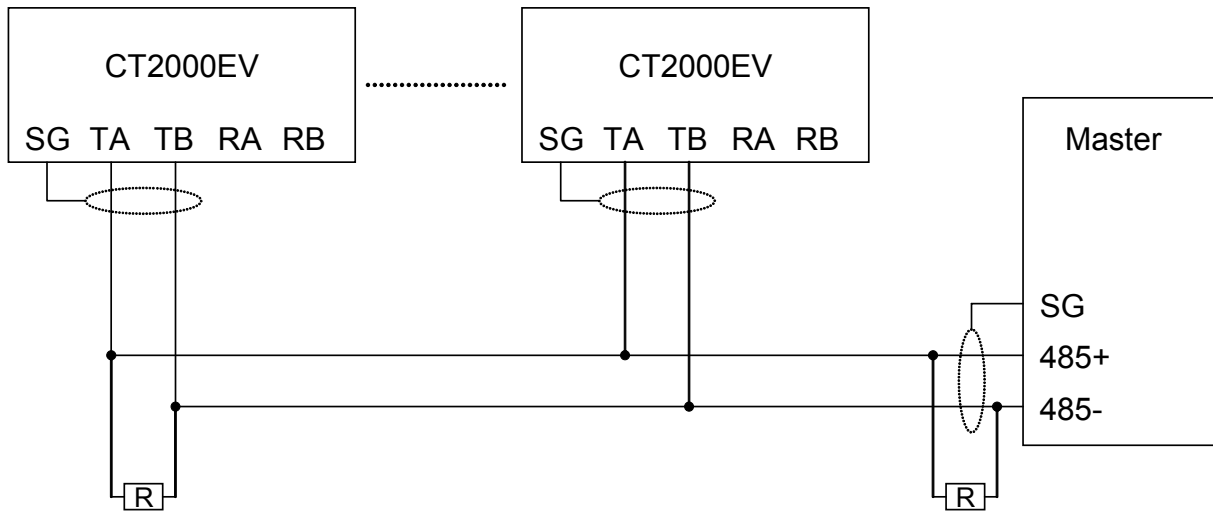 CT2000EV
SG TA TB RA RB
CT2000EV
SG TA TB RA RB
Master
SG
485+
485-
R
R